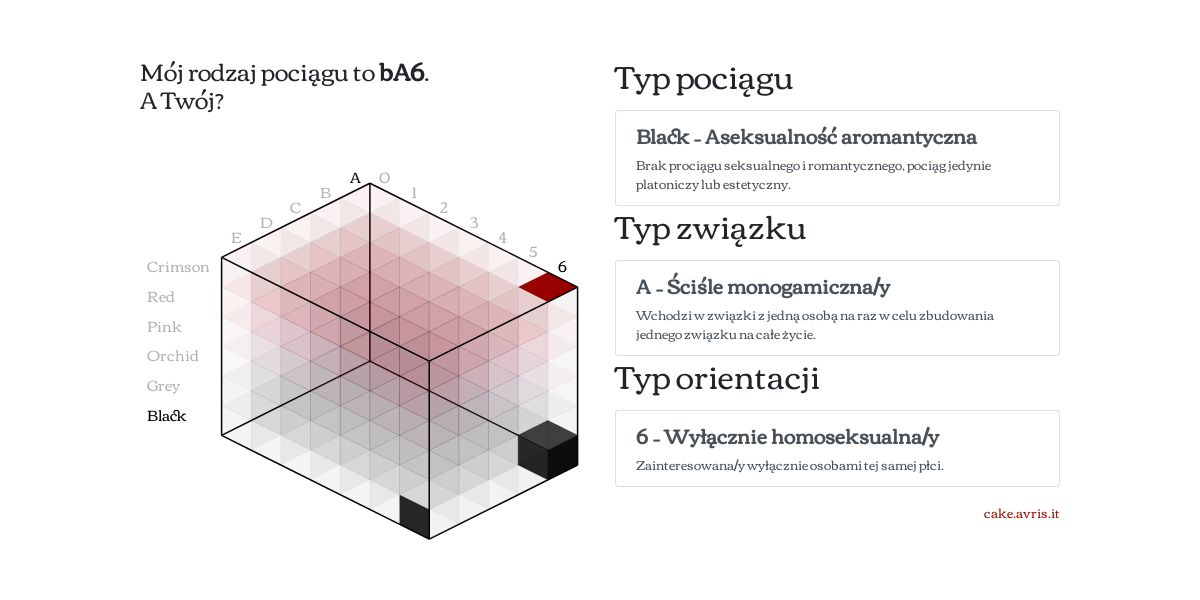 Mój rodzaj pociągu to bA6.
A Twój?
A O
B 1
C 2
D 3
E 4
5
6
Crimson
Red
Pink
Orchid
Grey
Black
Typ pociągu
Black - Aseksualność aromantyczna
Brak prociągu seksualnego i romantycznego, pociąg jedynie
platoniczy lub estetyczny.
Typ związku
A - Ściśle monogamiczna/y
Wchodzi w związki z jedną osobą na raz w celu zbudowania
jednego związku na całe życie.
Typ orientacji
6 - Wyłącznie homoseksualna/y
Zainteresowana/y wyłącznie osobami tej samej płci.
cake.avris.it